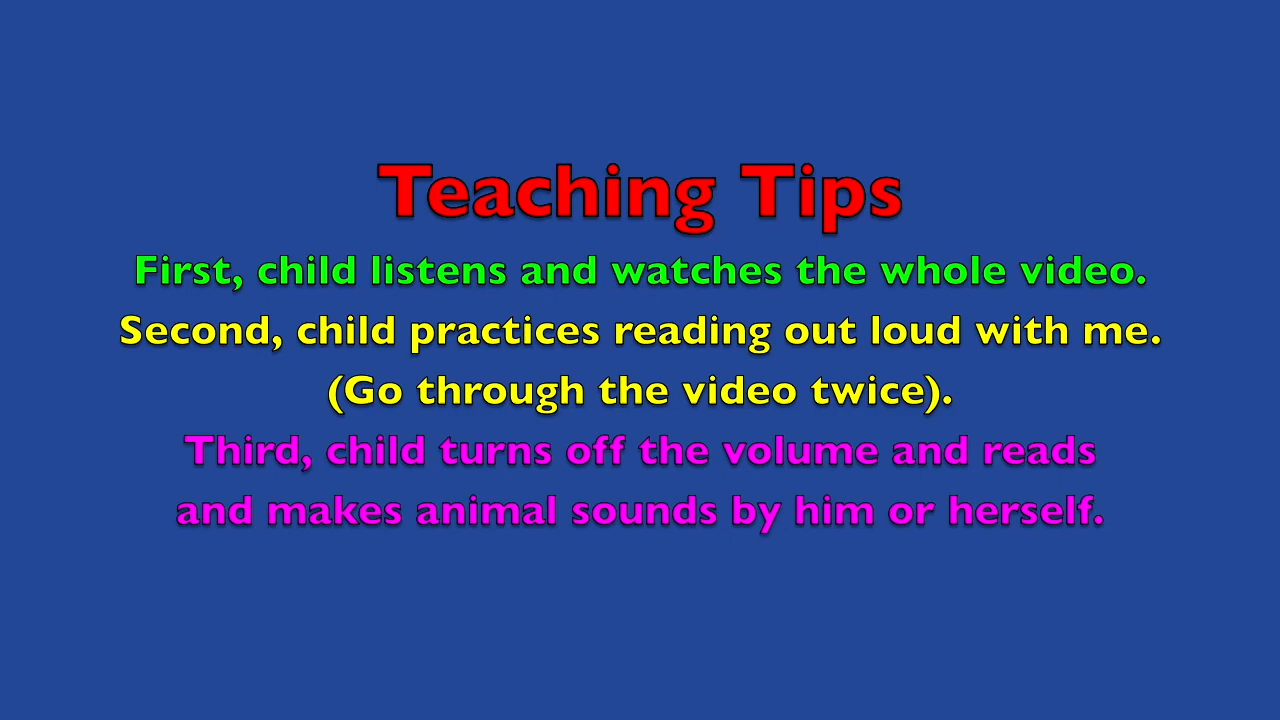 Teaching Tips
First, child listens and watches the whole video.
Second, child practices reading out loud with me.
(Go through the video twice).
Third, child turns off the volume and reads
and makes animal sounds by him or herself.